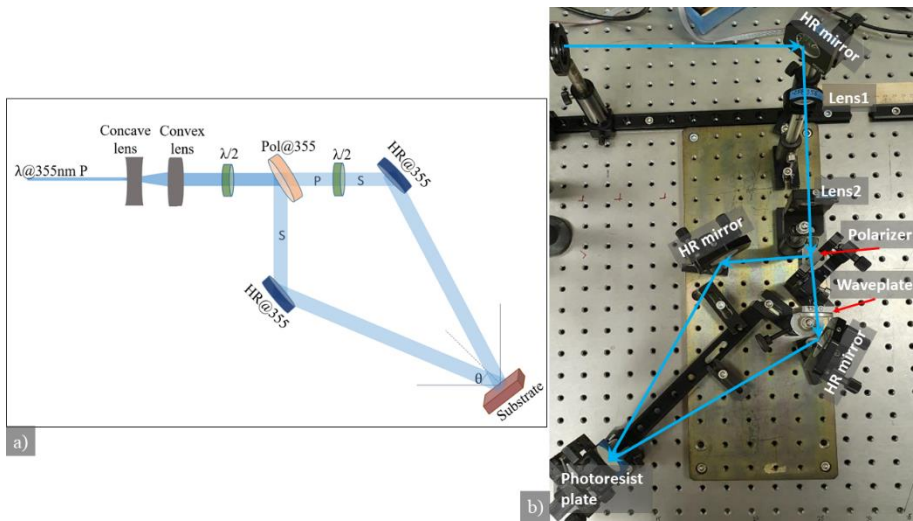 Concave
lens
Convex
lens
λ/2
Pol@355
λ/2
HR@355
λ@355nm P
P
S
S
HR@355
θ
Substrate
a)
HR mirror
Lens1
Lens2
HR mirror
Polarizer
Waveplate
HR mirror
Photoresist
plate
b)